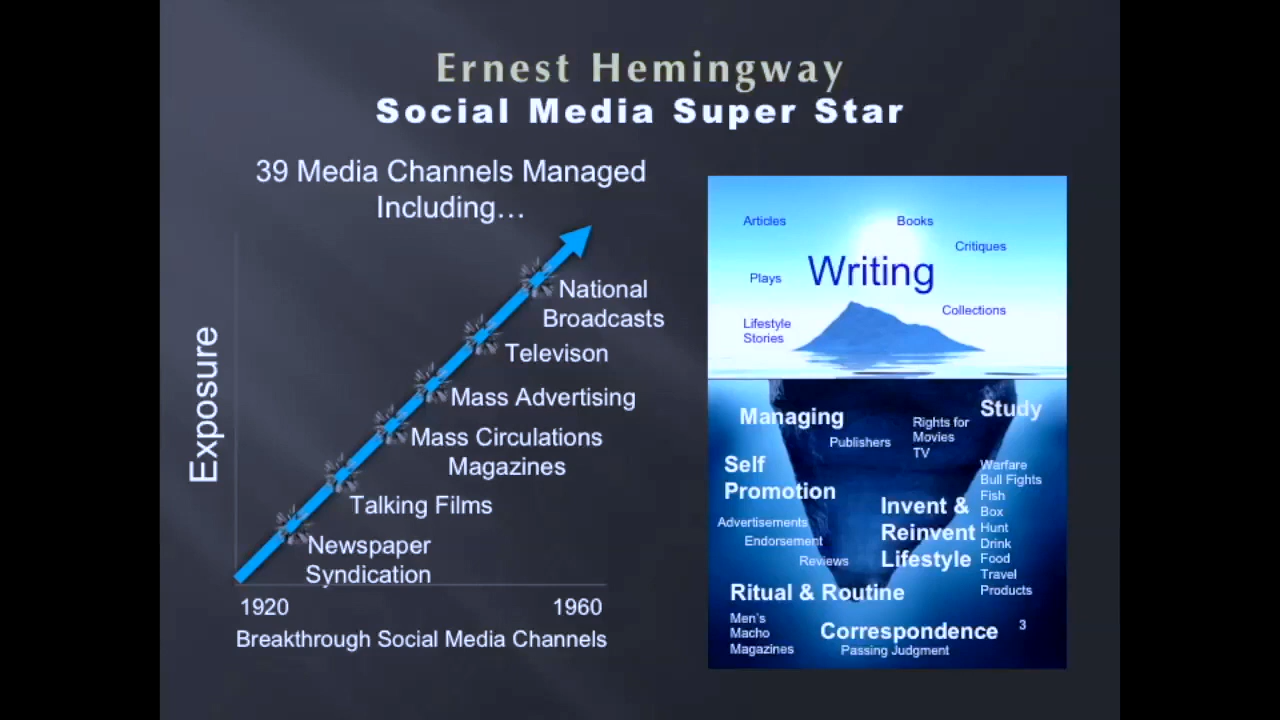 Ernest Hemingway
Social Media Super Star
39 Media Channels Managed
Including…
National
Broadcasts
Televison
Mass Advertising
Mass Circulations
Magazines
Talking Films
Newspaper
Syndication
Exposure
1920
1960
Breakthrough Social Media Channels
Articles
Books
Critiques
Writing
Plays
Collections
Lifestyle
Stories
Managing
Study
Publishers
Rights for
Movies
TV
Self
Promotion
Advertisements
Endorsement
Reviews
Invent &
Reinvent
Lifestyle
Warfare
Bull Fights
Fish
Box
Hunt
Drink
Food
Travel
Products
Ritual & Routine
Men's
Macho
Magazines
Correspondence
Passing Judgment
3